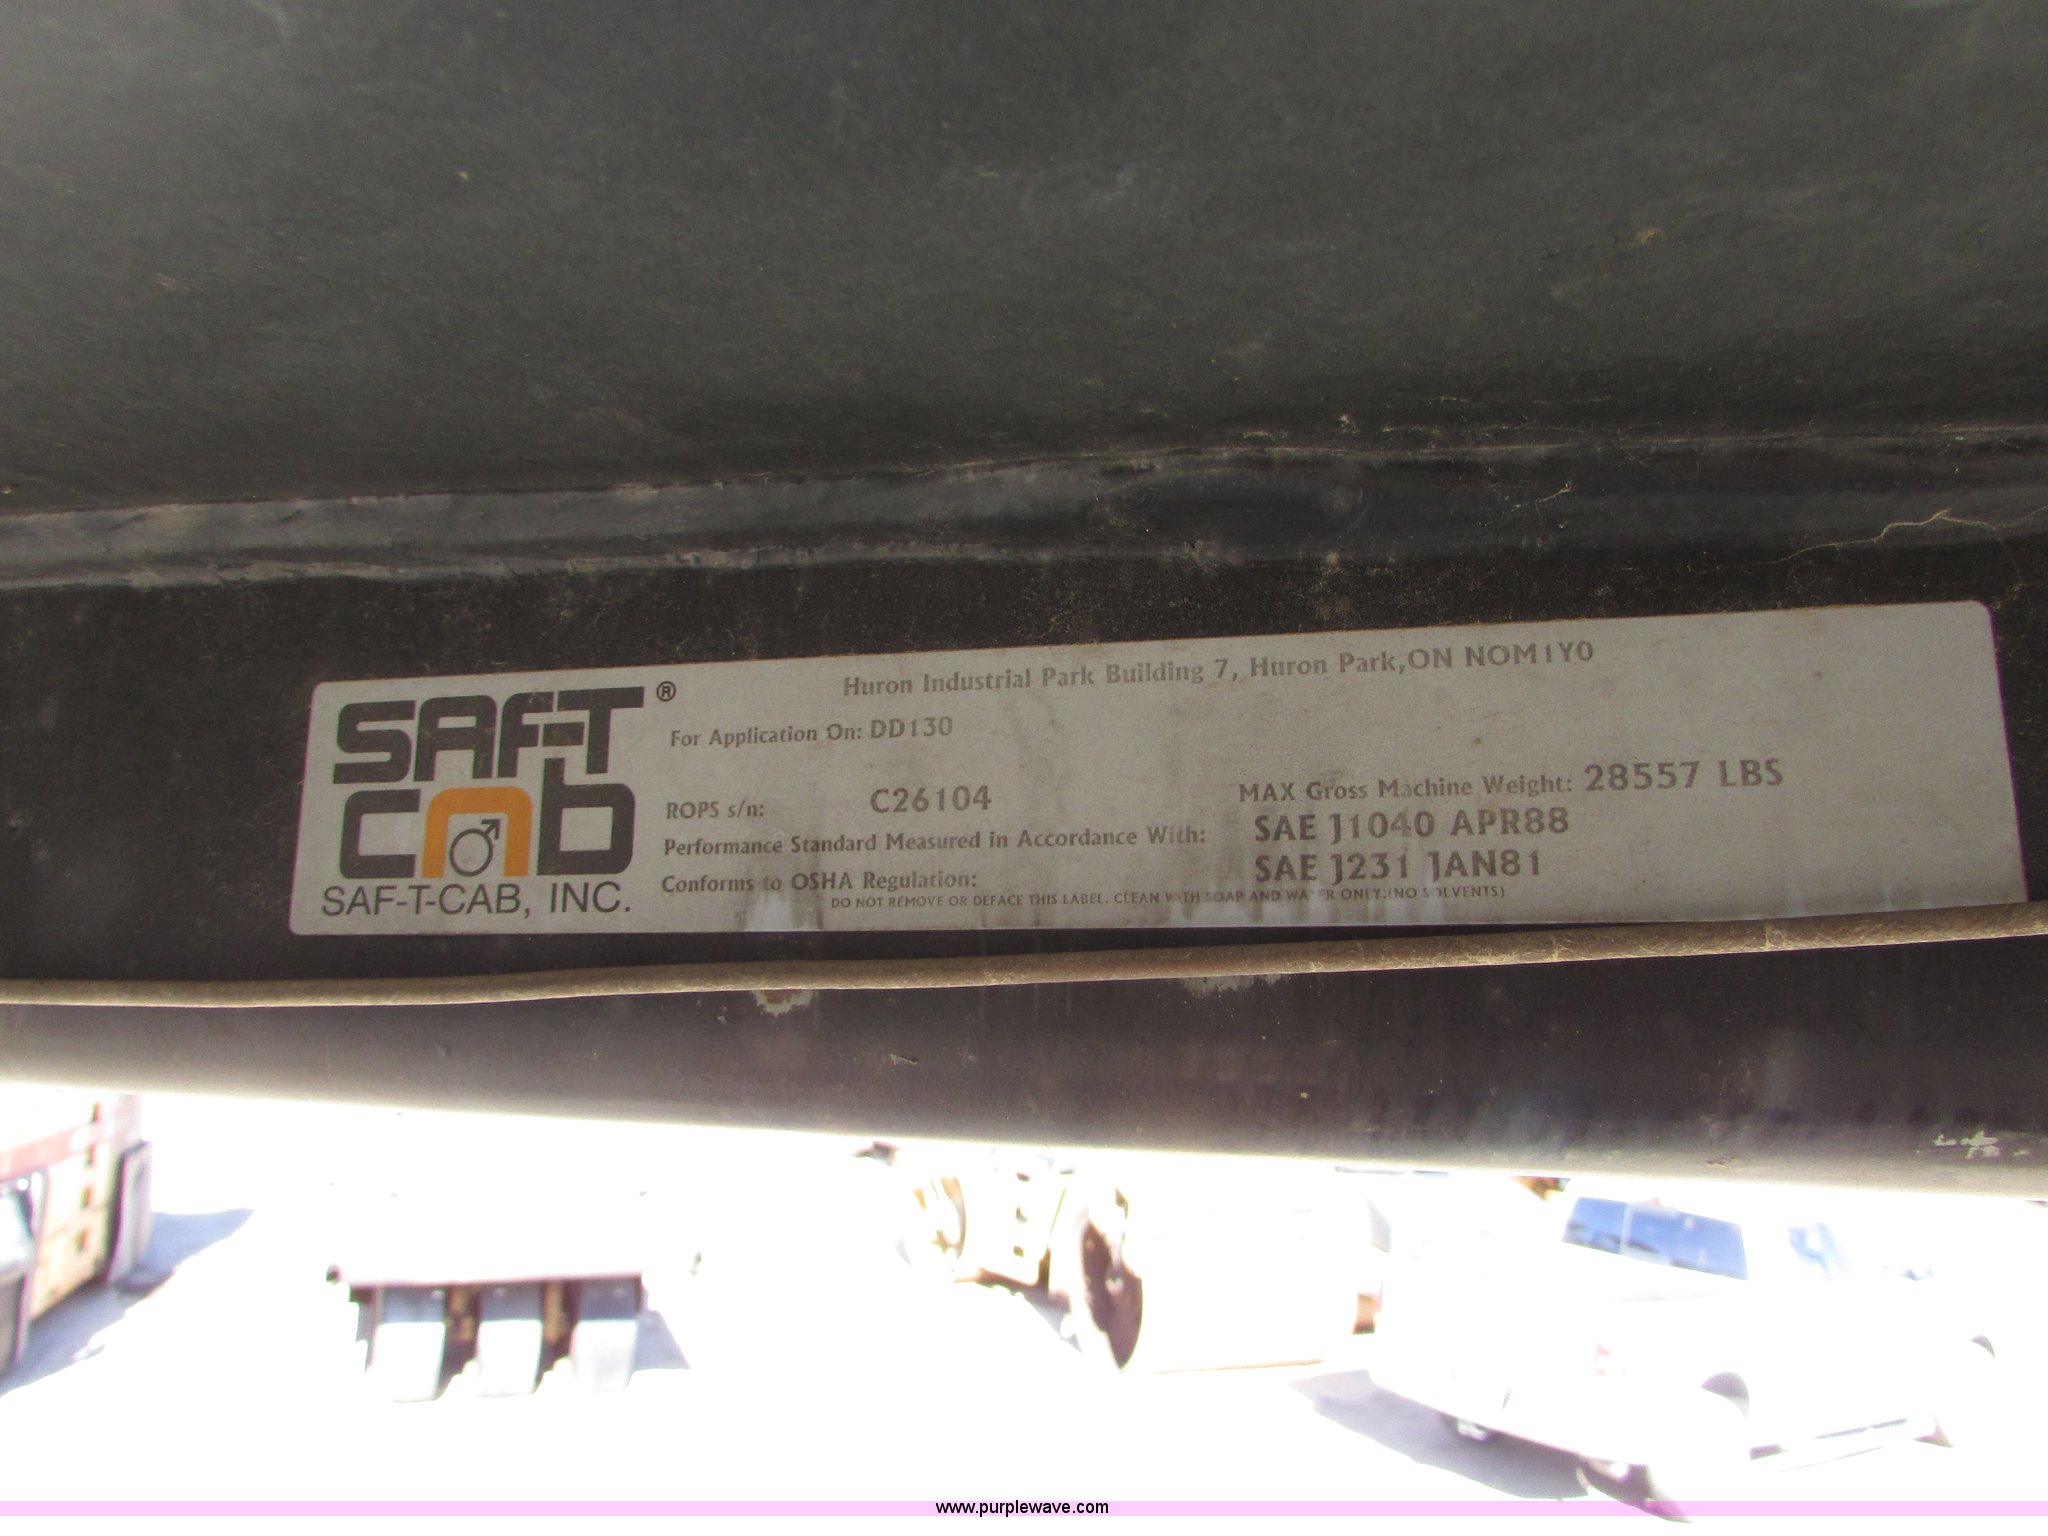 SAF-T ®
cab
SAF-T-CAB, INC.
Huron Industrial Park Building 7, Huron Park,ON NOM1Y0
For Application On: DD130
ROPS s/n: C26104
MAX Gross Machine Weight: 28557 LBS
Performance Standard Measured in Accordance With: SAE J1040 APR88
Conforms to OSHA Regulation: SAE J231 JAN81
DO NOT REMOVE OR DEFACE THIS LABEL. CLEAN WITH SOAP AND WATER ONLY.(NO SOLVENTS)
www.purplewave.com